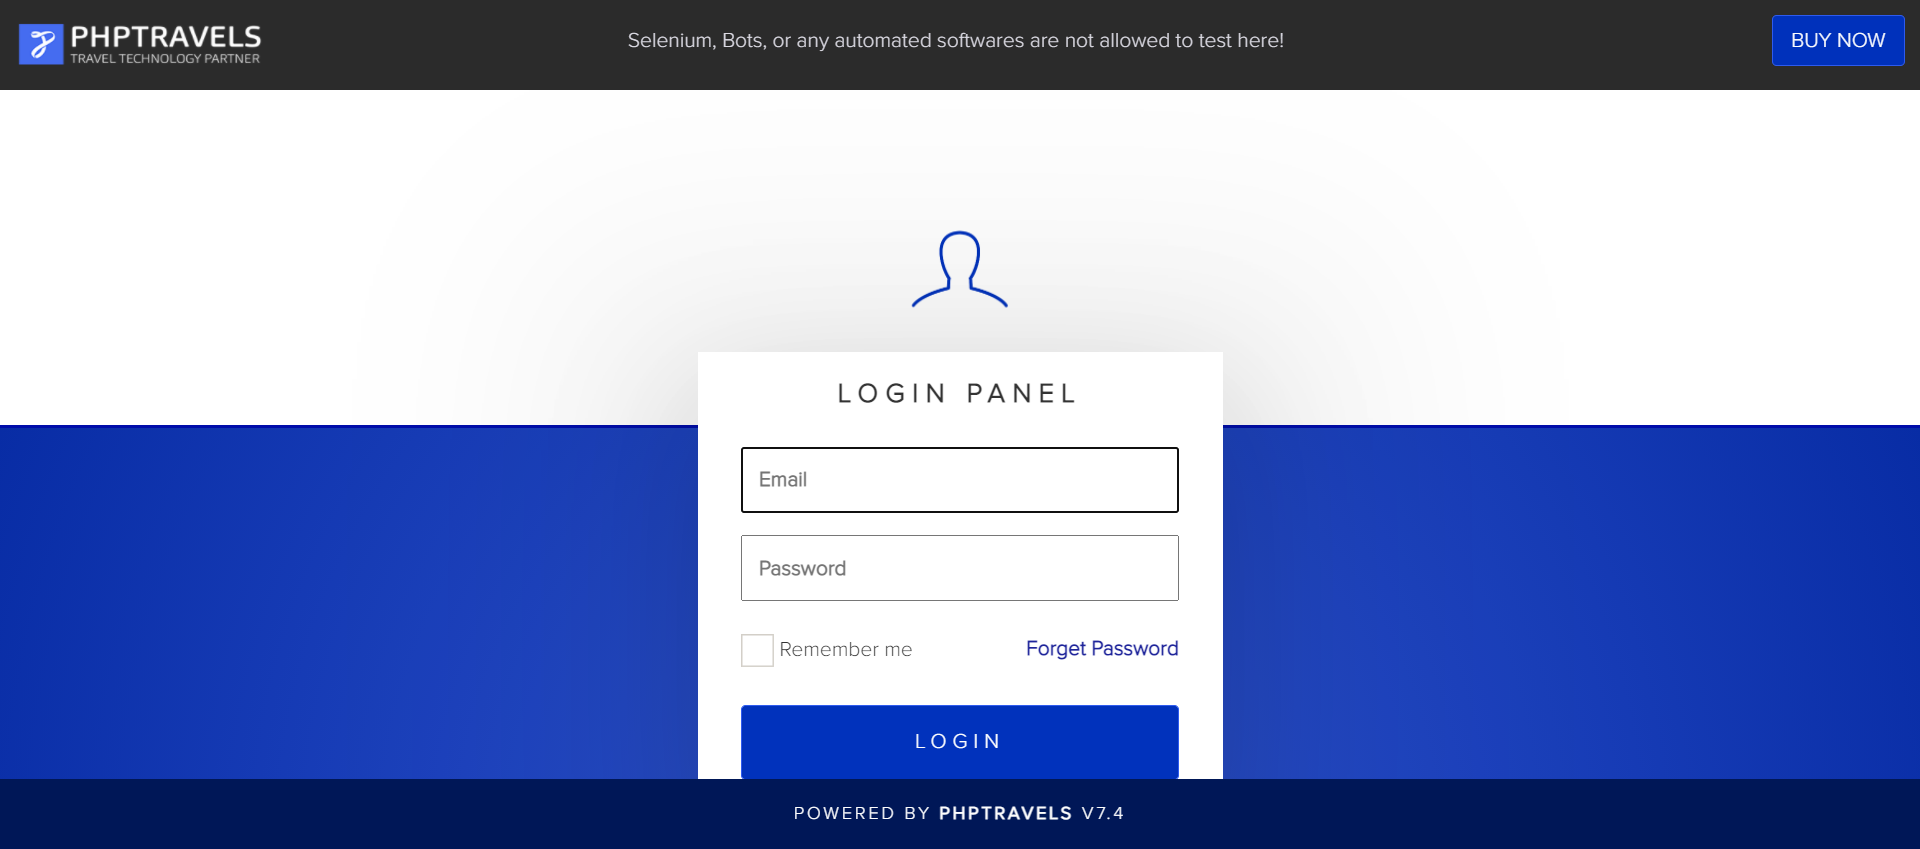 PHPTRAVELS
TRAVEL TECHNOLOGY PARTNER
Selenium, Bots, or any automated softwares are not allowed to test here!
BUY NOW
LOGIN PANEL
Email
Password
Remember me
Forget Password
LOGIN
POWERED BY PHPTRAVELS V7.4